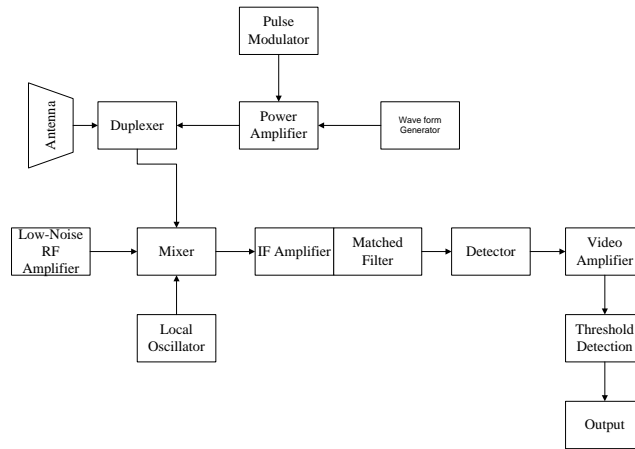 Pulse
Modulator
Antenna
Duplexer
Power
Amplifier
Wave form
Generator
Low-Noise
RF
Amplifier
Mixer
IF Amplifier
Matched
Filter
Detector
Video
Amplifier
Local
Oscillator
Threshold
Detection
Output